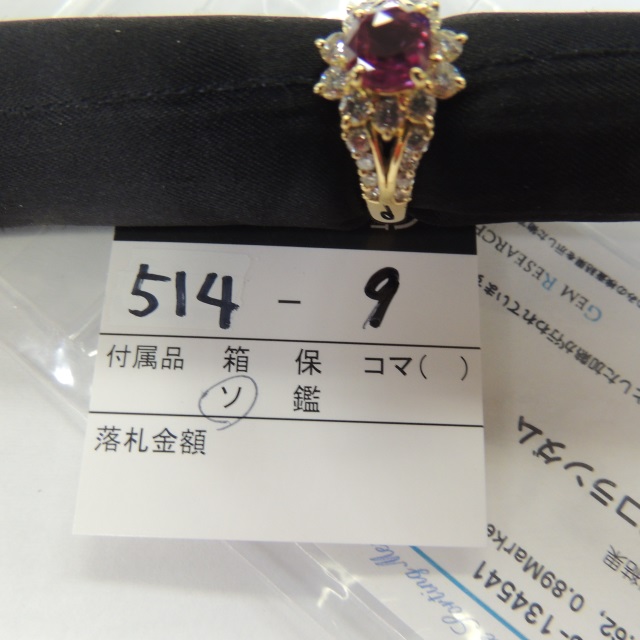 514 - 9
付属品 箱 保 コマ( )
ソ 鑑
落札金額
GEM RESEARCH
コランダム
134541
0.89Marke